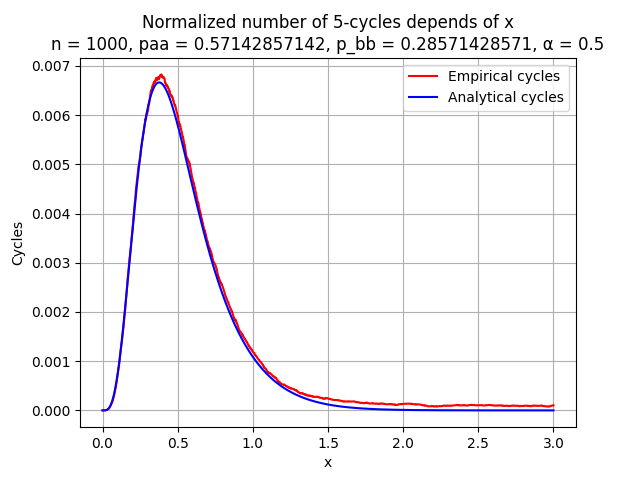 Normalized number of 5-cycles depends of x
n = 1000, paa = 0.57142857142, p_bb = 0.28571428571, α = 0.5
Empirical cycles
Analytical cycles
0.007
0.006
0.005
0.004
0.003
0.002
0.001
0.000
Cycles
0.0 0.5 1.0 1.5 2.0 2.5 3.0
x